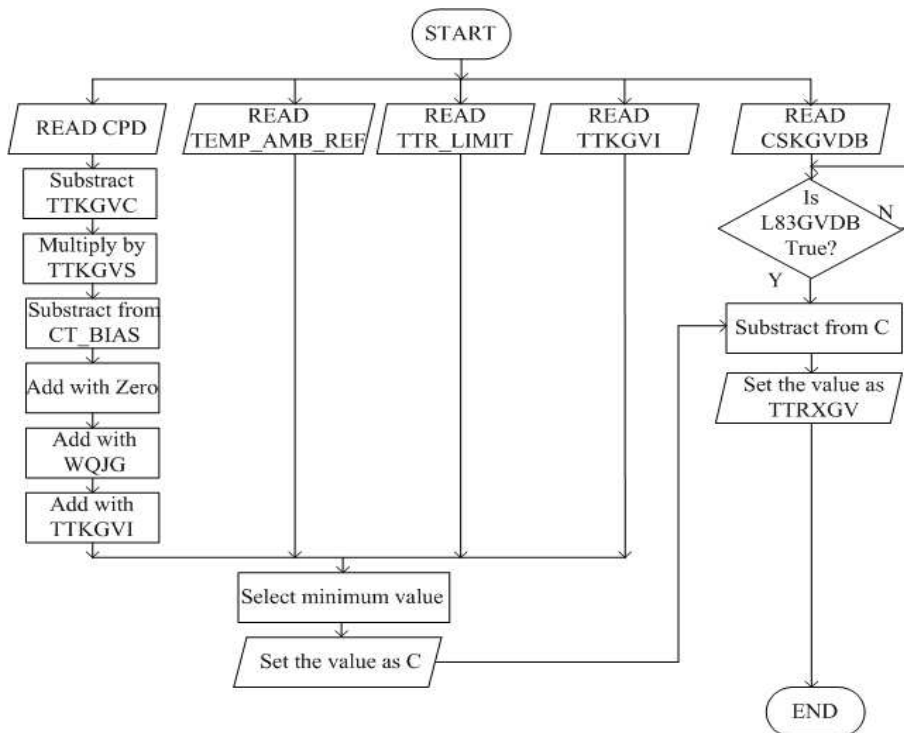 START
READ CPD
READ
TEMP_AMB_REF
READ
TTR_LIMIT
READ
TTKGVI
READ
CSKGVDB
Substract
TTKGVC
Multiply by
TTKGVS
Substract from
CT_BIAS
Add with Zero
Add with
WQJG
Add with
TTKGVI
Select minimum value
Set the value as C
Is
L83GVDB
True?
N
Y
Substract from C
Set the value as
TTRXGV
END